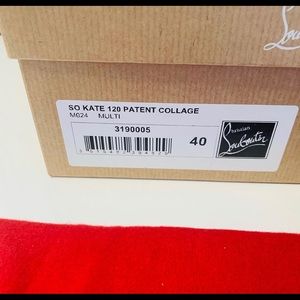 SO KATE 120 PATENT COLLAGE
M024 MULTI
3190005
40
Christian
Louboutin